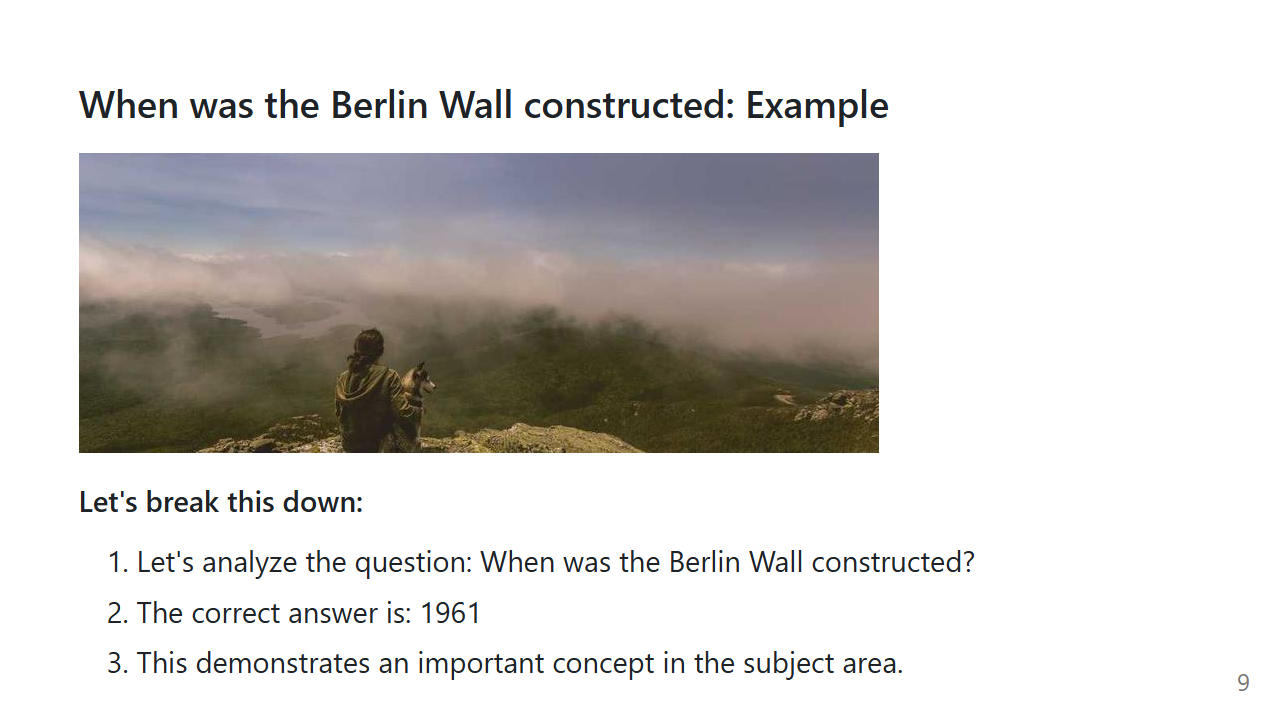 When was the Berlin Wall constructed: Example
Let's break this down:
1. Let's analyze the question: When was the Berlin Wall constructed?
2. The correct answer is: 1961
3. This demonstrates an important concept in the subject area.
9